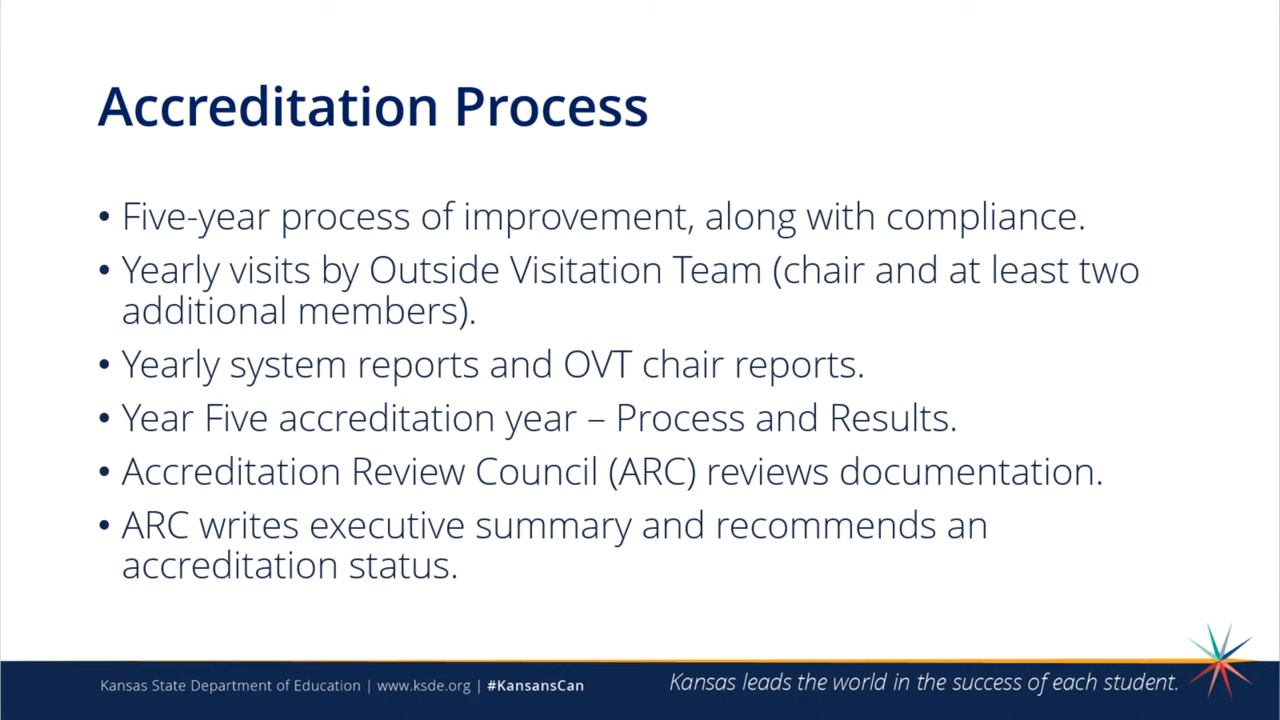 Accreditation Process
• Five-year process of improvement, along with compliance.
• Yearly visits by Outside Visitation Team (chair and at least two
additional members).
• Yearly system reports and OVT chair reports.
• Year Five accreditation year – Process and Results.
• Accreditation Review Council (ARC) reviews documentation.
• ARC writes executive summary and recommends an
accreditation status.
Kansas State Department of Education | www.ksde.org | #KansansCan
Kansas leads the world in the success of each student.